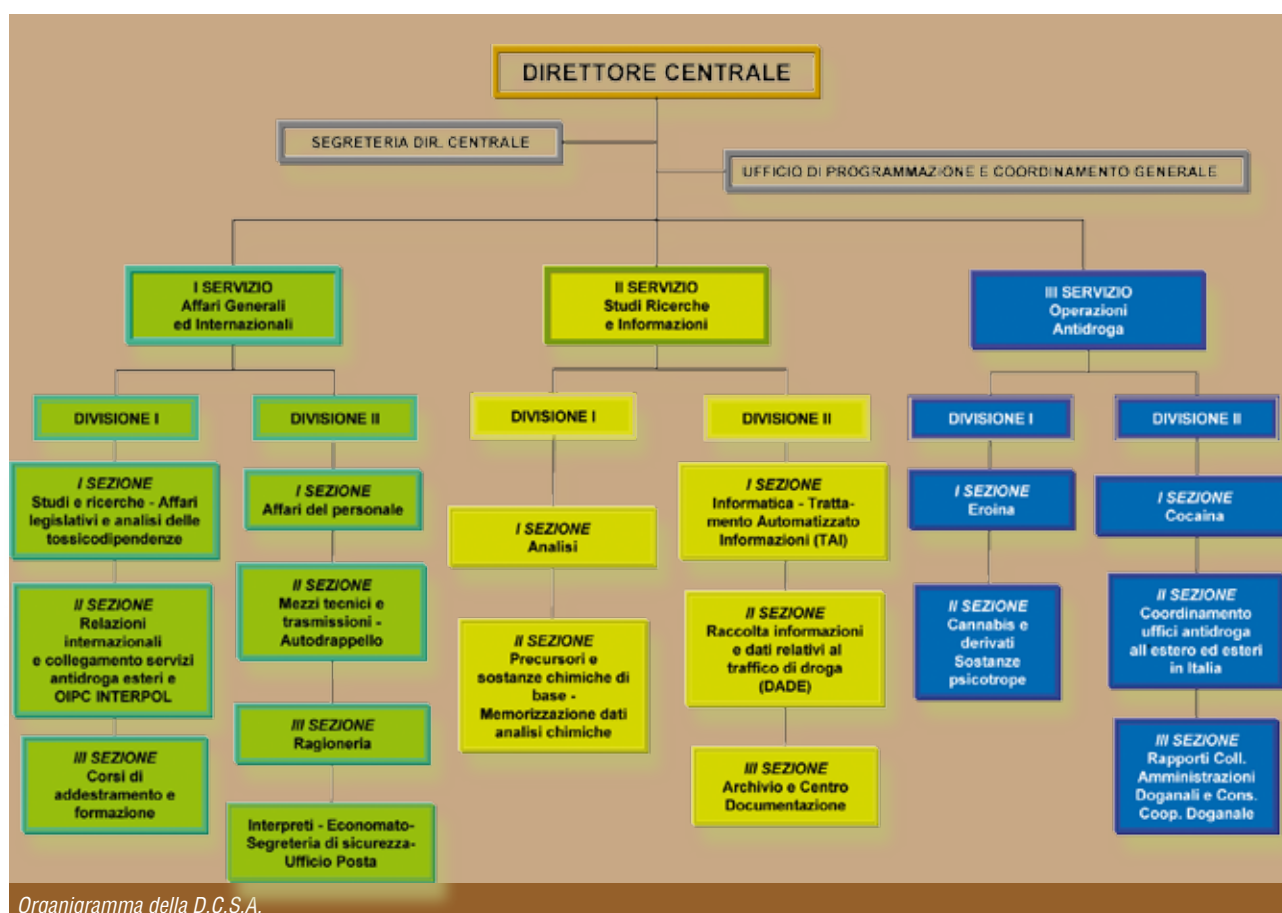 DIRETTORE CENTRALE
SEGRETERIA DIR. CENTRALE
UFFICIO DI PROGRAMMAZIONE E COORDINAMENTO GENERALE
I SERVIZIO
Affari Generali
ed Internazionali
II SERVIZIO
Studi Ricerche
e Informazioni
III SERVIZIO
Operazioni
Antidroga
DIVISIONE I
I SEZIONE
Studi e ricerche - Affari
legislativi e analisi delle
tossicodipendenze
II SEZIONE
Relazioni
internazionali
e collegamento servizi
antidroga esteri e
OIPC INTERPOL
III SEZIONE
Corsi di
addestramento e
formazione
DIVISIONE II
I SEZIONE
Affari del personale
II SEZIONE
Mezzi tecnici e
trasmissioni -
Autodrappello
III SEZIONE
Ragioneria
Interpreti - Economato-
Segreteria di sicurezza-
Ufficio Posta
DIVISIONE I
I SEZIONE
Analisi
II SEZIONE
Precursori e
sostanze chimiche di
base -
Memorizzazione dati
analisi chimiche
DIVISIONE II
I SEZIONE
Informatica - Tratta-
mento Automatizzato
Informazioni (TAI)
II SEZIONE
Raccolta informazioni
e dati relativi al
traffico di droga
(DADE)
III SEZIONE
Archivio e Centro
Documentazione
DIVISIONE I
I SEZIONE
Eroina
II SEZIONE
Cannabis e
derivati
Sostanze
psicotrope
DIVISIONE II
I SEZIONE
Cocaina
II SEZIONE
Coordinamento
uffici antidroga
all estero ed esteri
in Italia
III SEZIONE
Rapporti Coll.
Amministrazioni
Doganali e Cons.
Coop. Doganale
Organigramma della D.C.S.A.